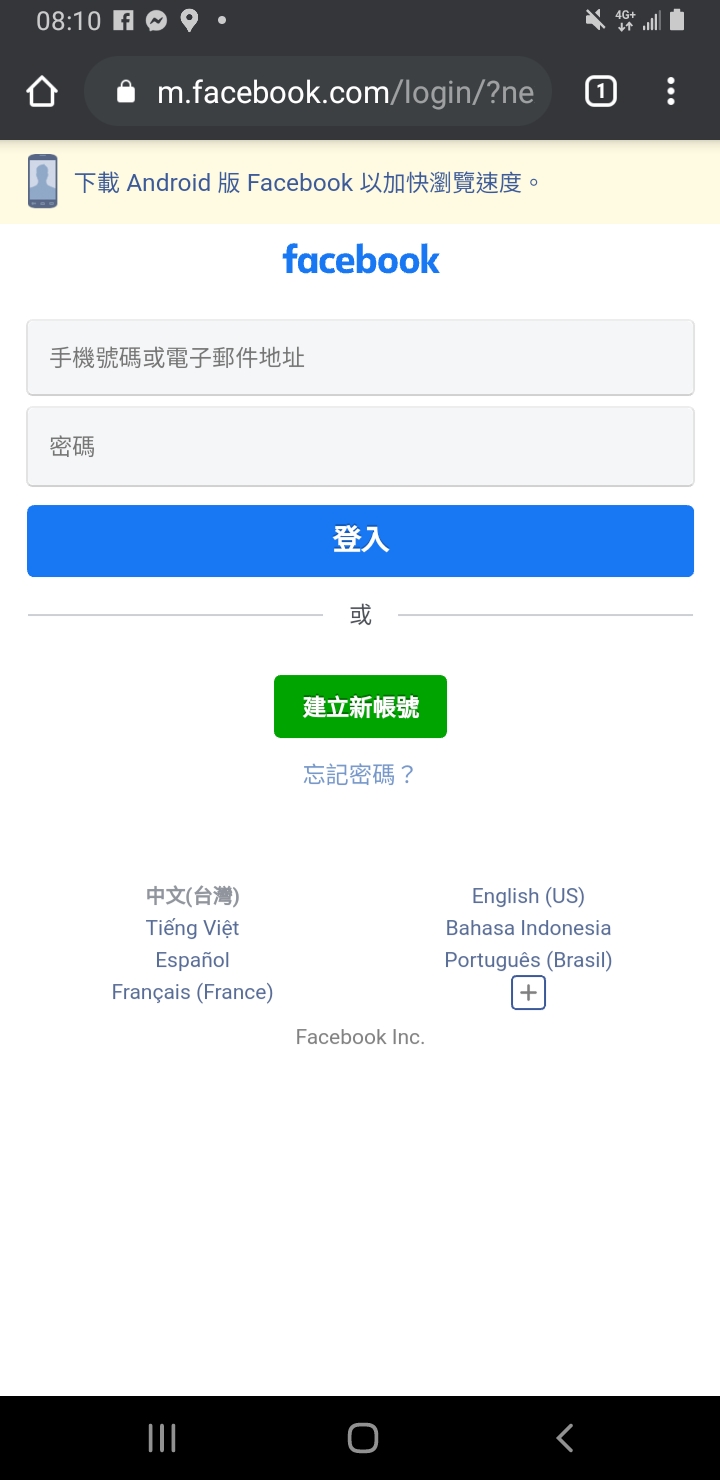 08:10
4G+
m.facebook.com/login/?ne
1
下載 Android 版 Facebook 以加快瀏覽速度。
facebook
手機號碼或電子郵件地址
密碼
登入
或
建立新帳號
忘記密碼？
中文(台灣)
English (US)
Tiếng Việt
Bahasa Indonesia
Español
Português (Brasil)
Français (France)
Facebook Inc.